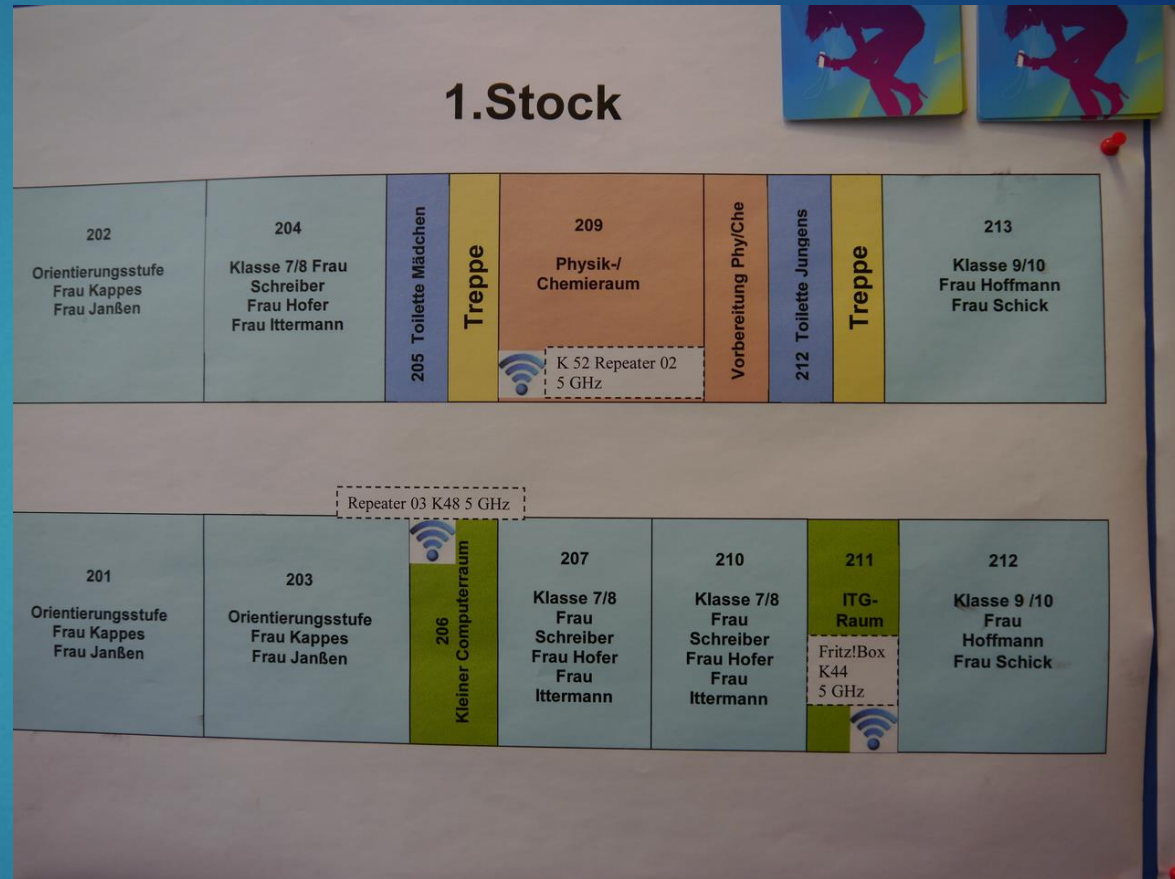 1.Stock
202
Orientierungsstufe
Frau Kappes
Frau Janßen
204
Klasse 7/8 Frau
Schreiber
Frau Hofer
Frau Ittermann
205 Toilette Mädchen
Treppe
209
Physik-/
Chemieraum
K 52 Repeater 02
5 GHz
Vorbereitung Phy/Che
212 Toilette Jungens
Treppe
213
Klasse 9/10
Frau Hoffmann
Frau Schick
Repeater 03 K48 5 GHz
201
Orientierungsstufe
Frau Kappes
Frau Janßen
203
Orientierungsstufe
Frau Kappes
Frau Janßen
206
Kleiner Computerraum
207
Klasse 7/8
Frau
Schreiber
Frau Hofer
Frau
Ittermann
210
Klasse 7/8
Frau
Schreiber
Frau Hofer
Frau
Ittermann
211
ITG-
Raum
Fritz!Box
K44
5 GHz
212
Klasse 9 /10
Frau
Hoffmann
Frau Schick